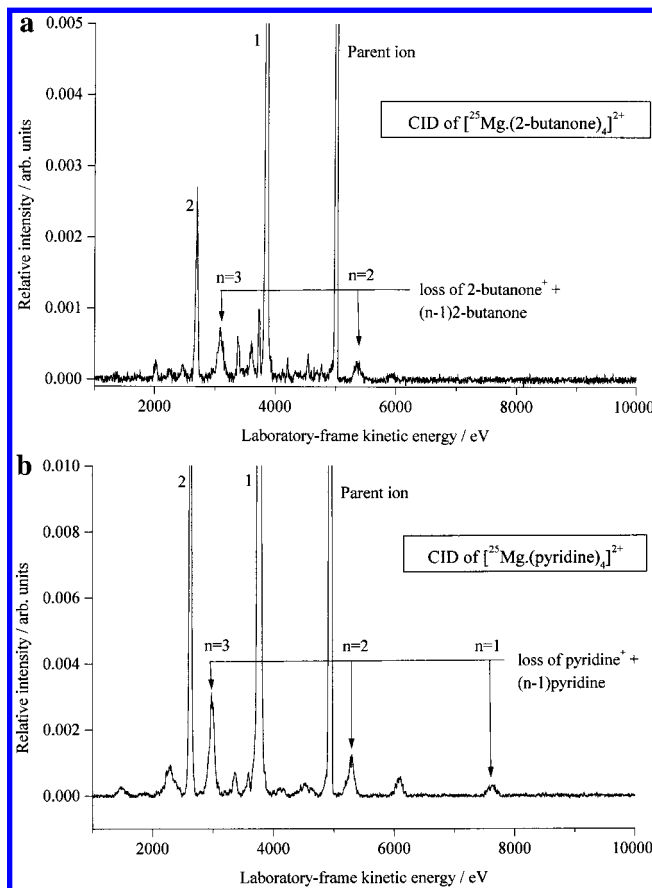 a
0.005
0.004
0.003
0.002
0.001
0.000
Relative intensity / arb. units
1
Parent ion
CID of [²⁵Mg.(2-butanone)₄]²⁺
2
n=3
n=2
loss of 2-butanone⁺ +
(n-1)2-butanone
2000 4000 6000 8000 10000
Laboratory-frame kinetic energy / eV
b
0.010
0.008
0.006
0.004
0.002
0.000
Relative intensity / arb. units
2
1
Parent ion
CID of [²⁵Mg.(pyridine)₄]²⁺
n=3
n=2
n=1
loss of pyridine⁺ +
(n-1)pyridine
2000 4000 6000 8000 10000
Laboratory-frame kinetic energy / eV